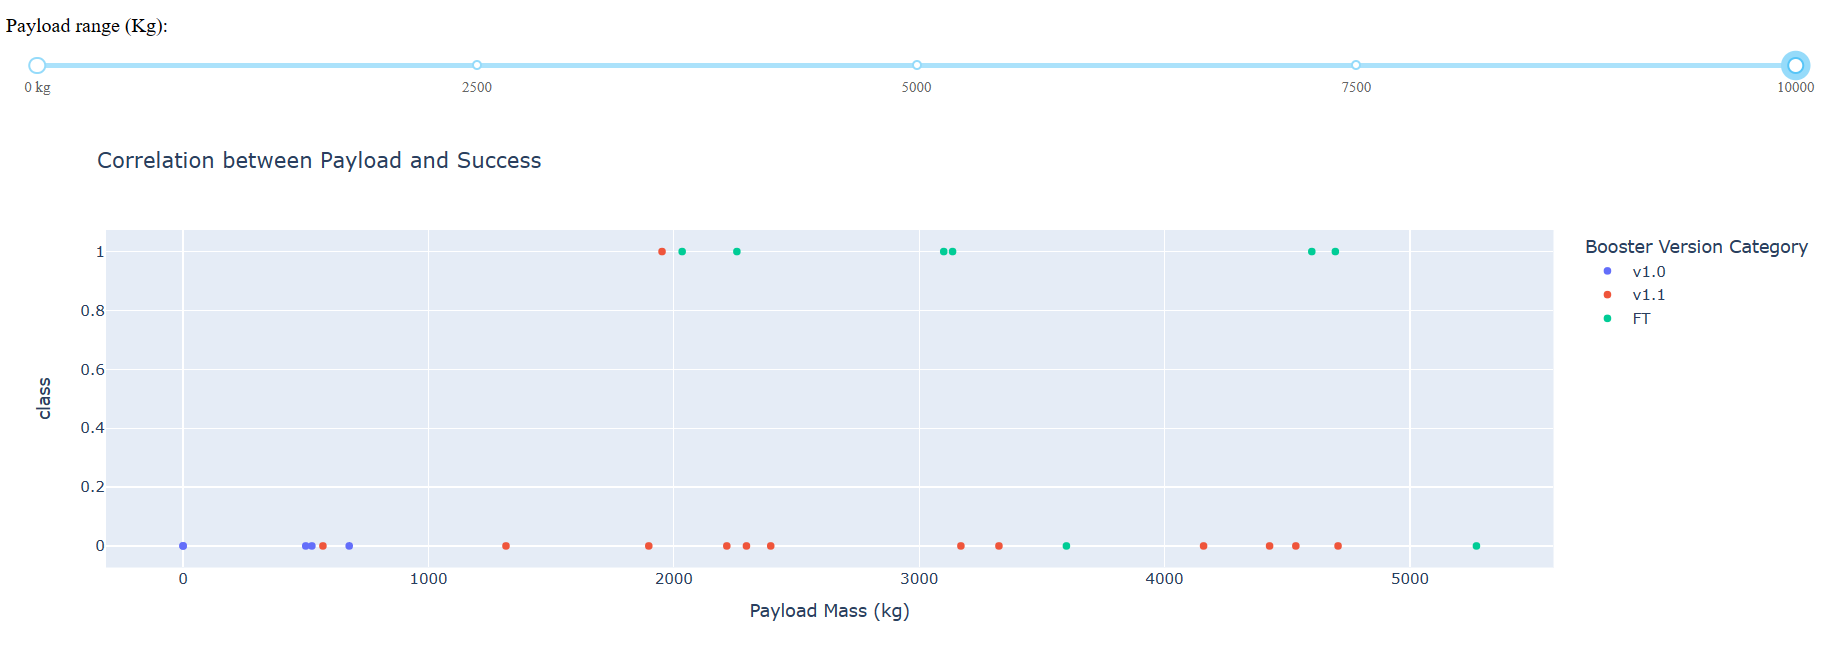 Payload range (Kg):
0 kg 2500 5000 7500 10000
Correlation between Payload and Success
Booster Version Category
v1.0
v1.1
FT
1
0.8
0.6
0.4
0.2
0
class
0 1000 2000 3000 4000 5000
Payload Mass (kg)